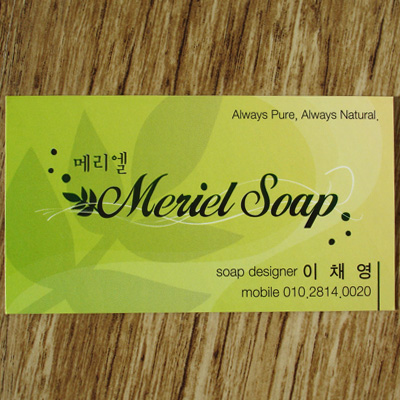 Always Pure, Always Natural.
메리엘
Meriel Soap
soap designer 이 채 영
mobile 010.2814.0020